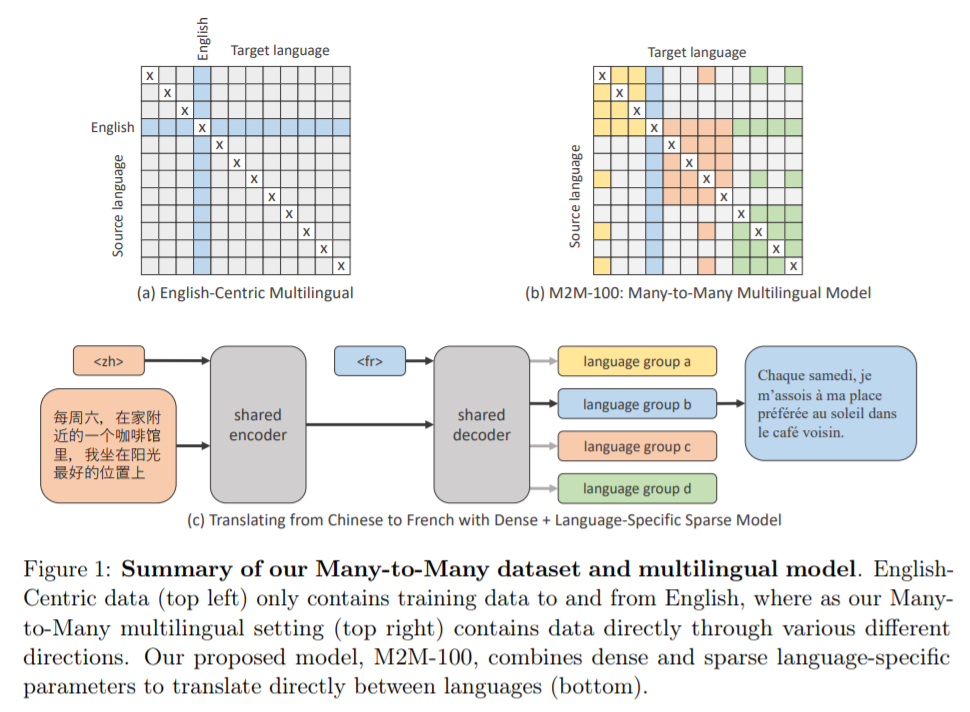 English
Target language
x
x
x
English
x
x
x
x
x
x
x
x
x
Source language
(a) English-Centric Multilingual
Target language
x
x
x
x
x
x
x
x
x
x
x
x
Source language
(b) M2M-100: Many-to-Many Multilingual Model
<zh>
每周六，在家附
近的一个咖啡馆
里，我坐在阳光
最好的位置上
shared
encoder
<fr>
shared
decoder
language group a
language group b
language group c
language group d
Chaque samedi, je
m'assois à ma place
préférée au soleil dans
le café voisin.
(c) Translating from Chinese to French with Dense + Language-Specific Sparse Model
Figure 1: Summary of our Many-to-Many dataset and multilingual model. English-
Centric data (top left) only contains training data to and from English, where as our Many-
to-Many multilingual setting (top right) contains data directly through various different
directions. Our proposed model, M2M-100, combines dense and sparse language-specific
parameters to translate directly between languages (bottom).